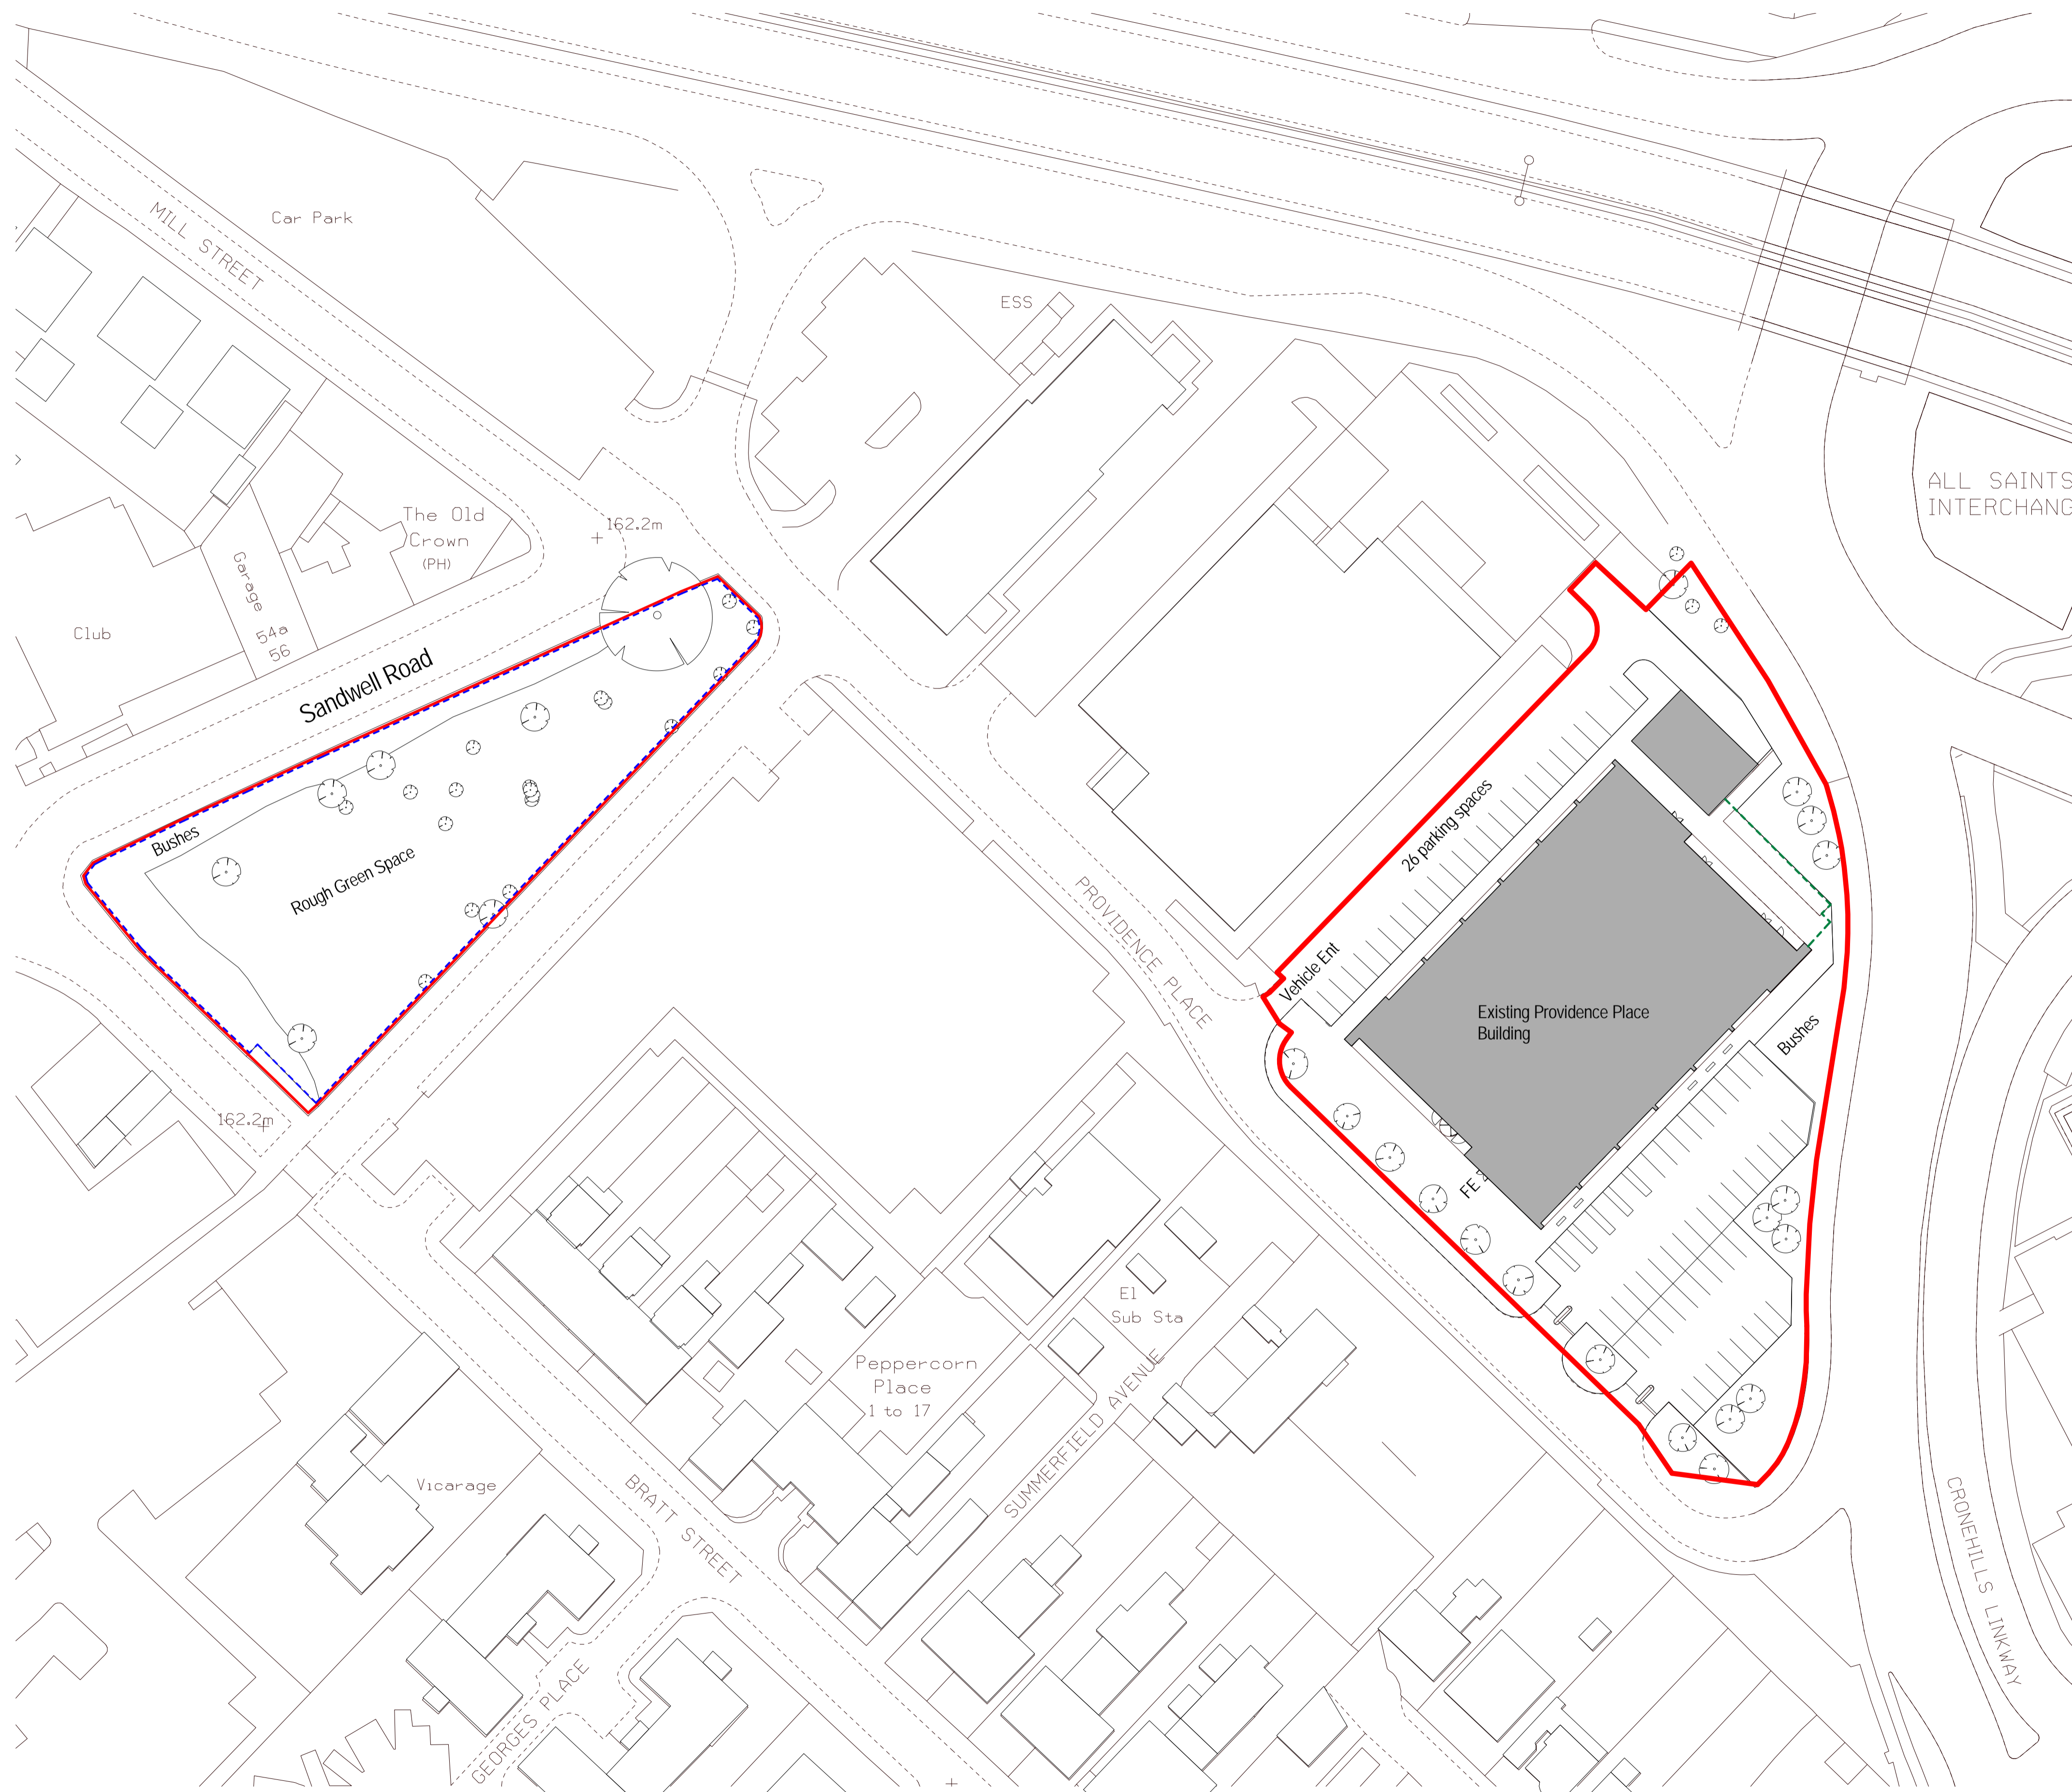 MILL STREET
Car Park
ESS
ALL SAINTS
INTERCHANG
The Old
Crown
(PH)
162.2m
Garage
54a
56
Club
Sandwell Road
Bushes
Rough Green Space
26 parking spaces
PROVIDENCE PLACE
Vehicle Ent
Existing Providence Place
Building
Bushes
162.2m
FE
El
Sub Sta
Peppercorn
Place
1 to 17
SUMMERFIELD AVENUE
Vicarage
BRATT STREET
CRONEHILLS LINKWAY
GEORGES PLACE